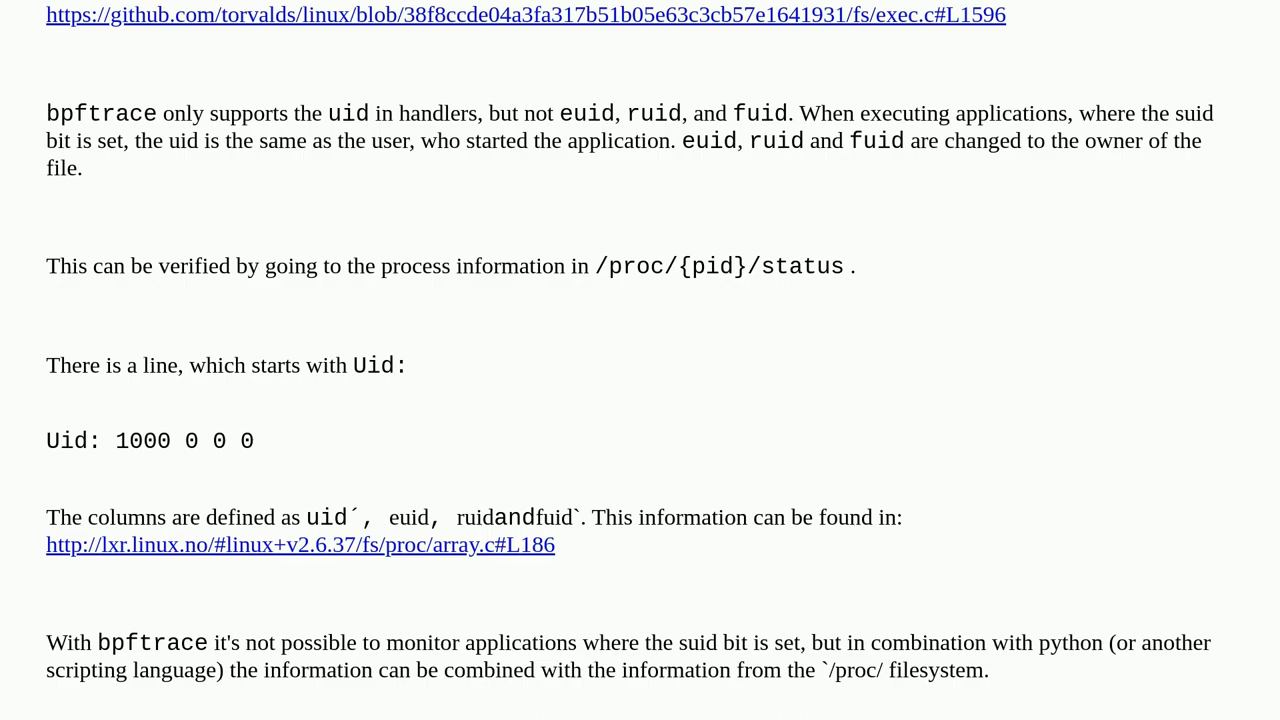 https://github.com/torvalds/linux/blob/38f8ccde04a3fa317b51b05e63c3cb57e1641931/fs/exec.c#L1596
bpftrace only supports the uid in handlers, but not euid, ruid, and fuid. When executing applications, where the suid
bit is set, the uid is the same as the user, who started the application. euid, ruid and fuid are changed to the owner of the
file.
This can be verified by going to the process information in /proc/{pid}/status .
There is a line, which starts with Uid:
Uid: 1000 0 0 0
The columns are defined as uid´, euid, ruidandfuid`. This information can be found in:
http://lxr.linux.no/#linux+v2.6.37/fs/proc/array.c#L186
With bpftrace it's not possible to monitor applications where the suid bit is set, but in combination with python (or another
scripting language) the information can be combined with the information from the `/proc/ filesystem.